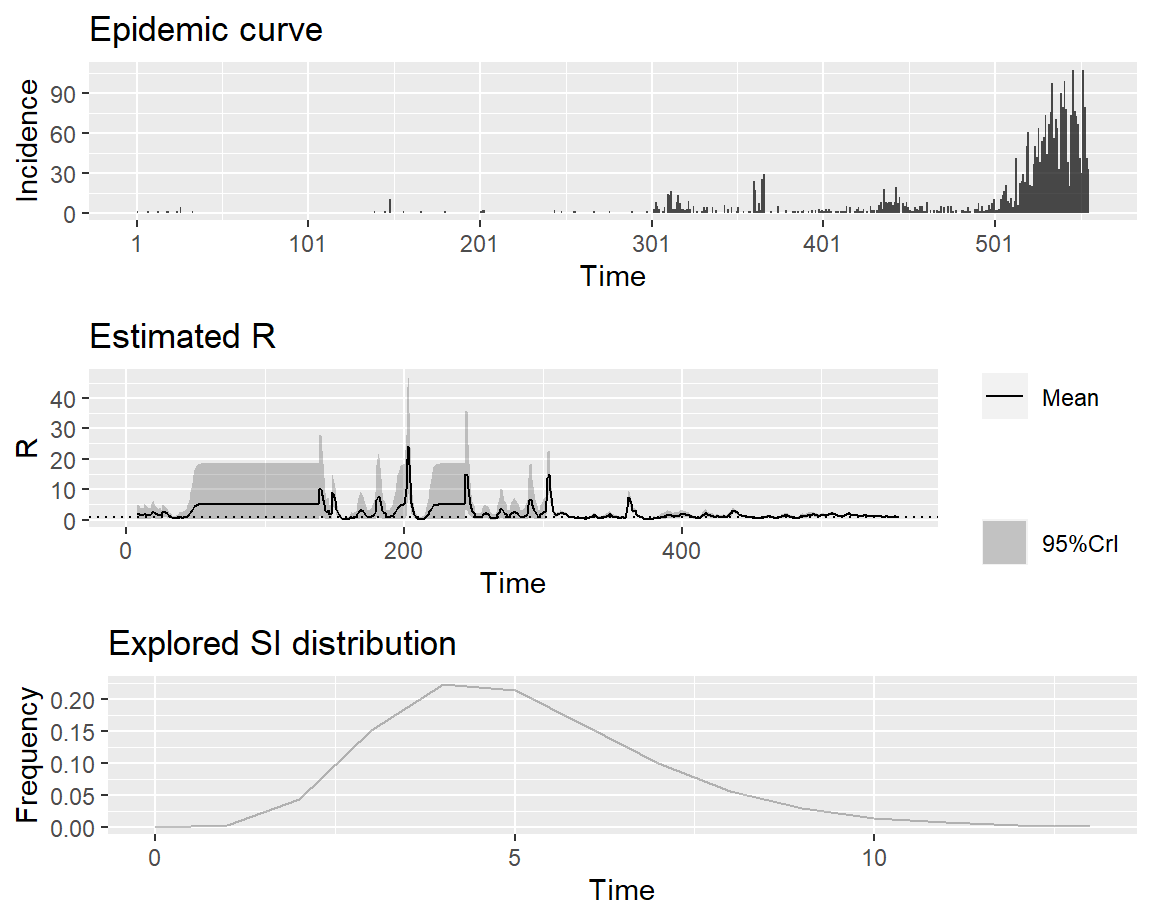 Epidemic curve
Incidence
90
60
30
0
1 101 201 301 401 501
Time
Estimated R
R
40
30
20
10
0
0 200 400
Time
Mean
95%CrI
Explored SI distribution
Frequency
0.20
0.15
0.10
0.05
0.00
0 5 10
Time